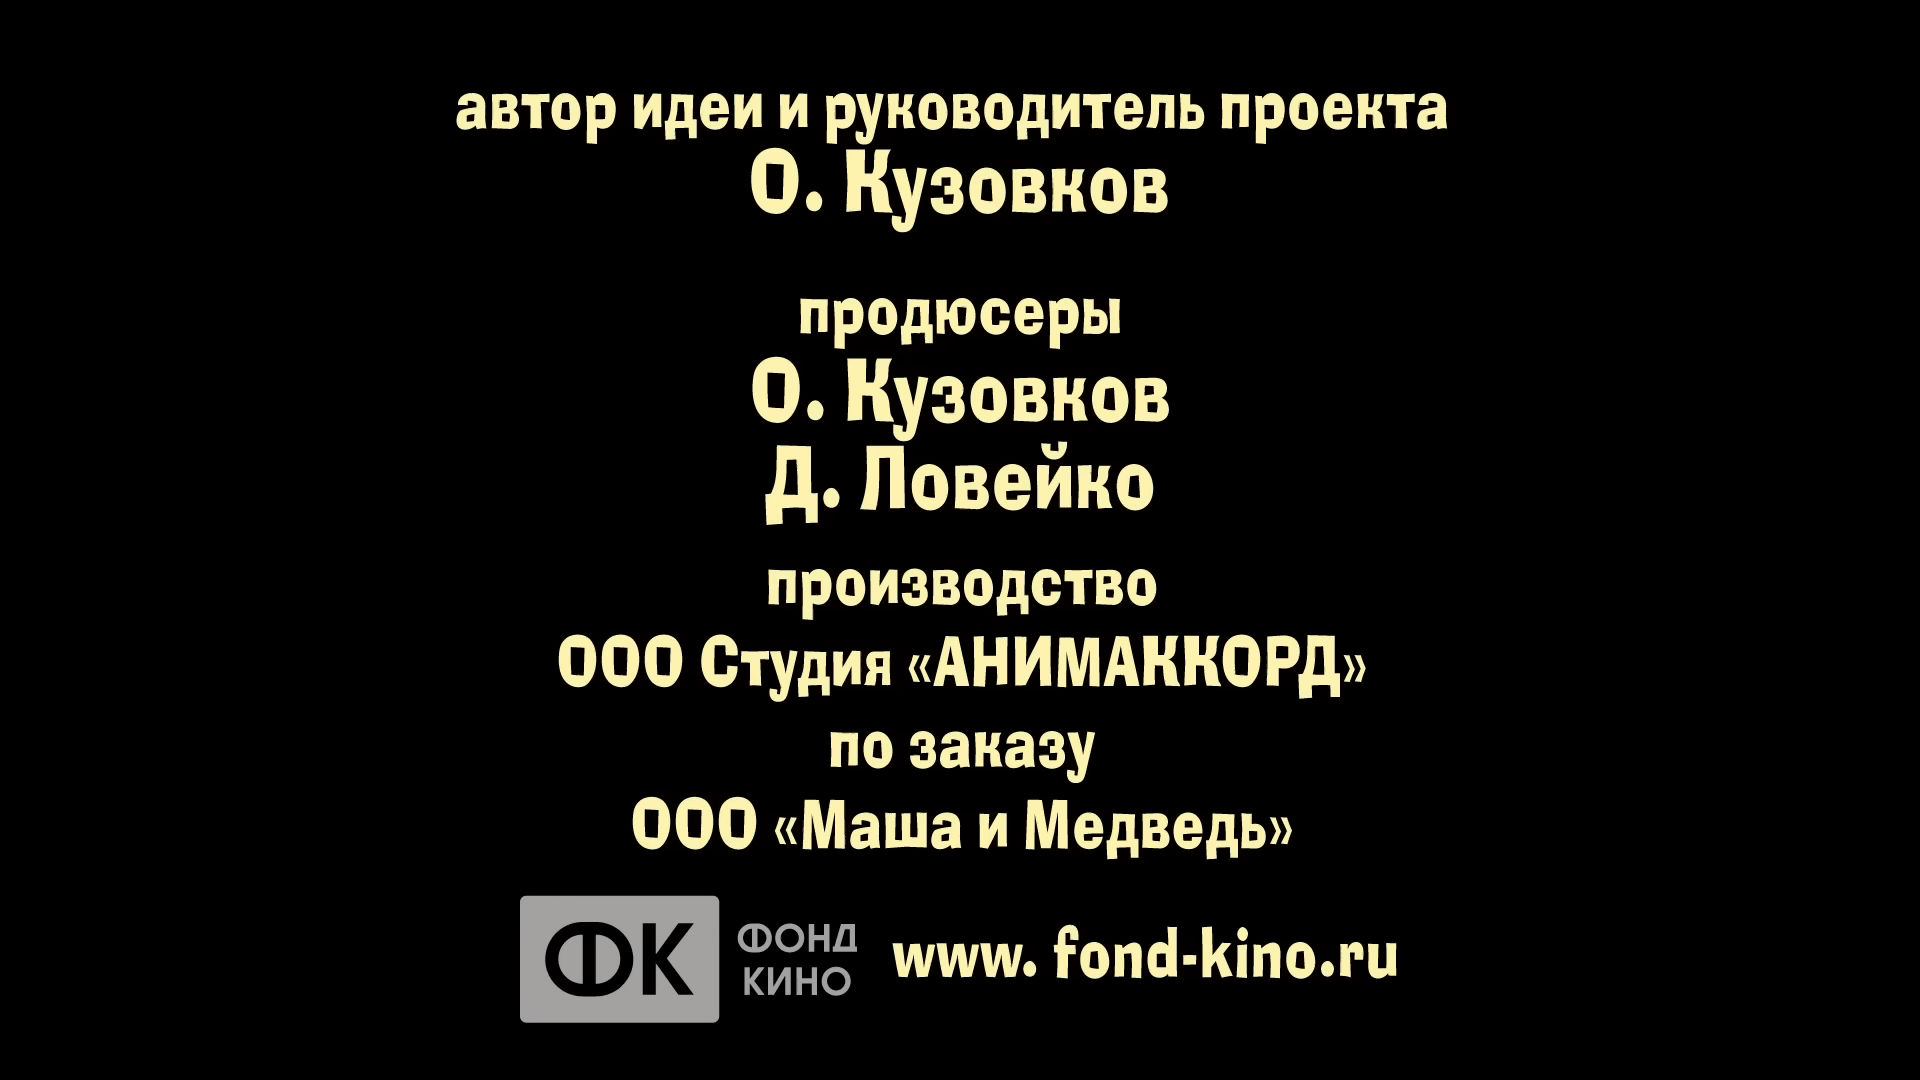 автор идеи и руководитель проекта
О. Кузовков
продюсеры
О. Кузовков
Д. Ловейко
производство
ООО Студия «АНИМАККОРД»
по заказу
ООО «Маша и Медведь»
ФК
ФОНД
КИНО
www. fond-kino.ru